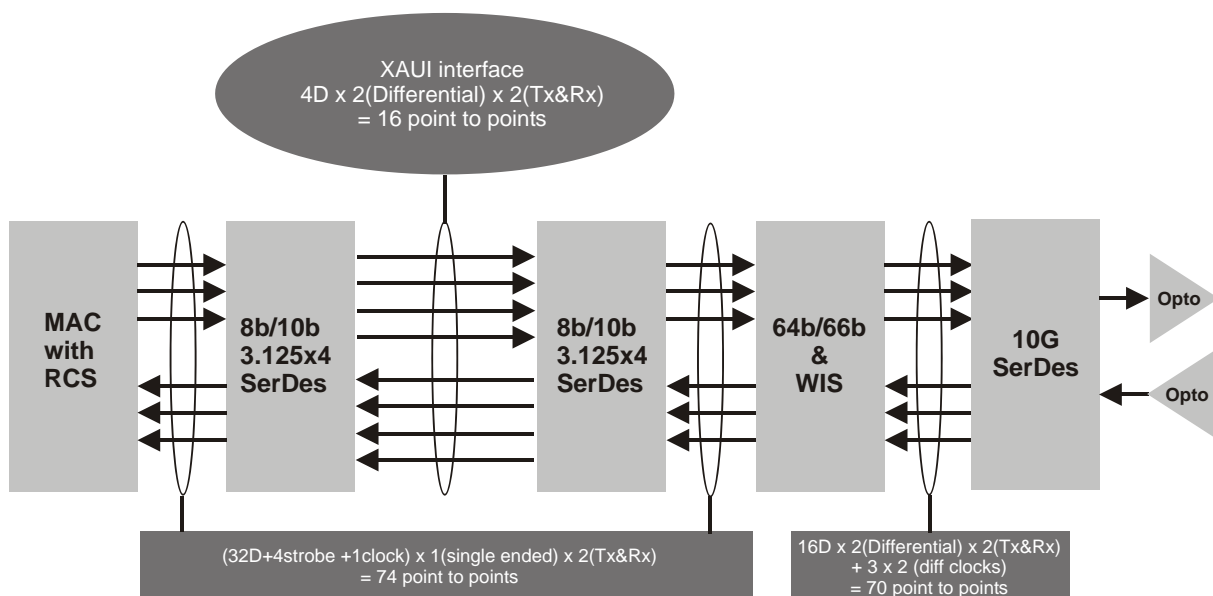 XAUI interface
4D x 2(Differential) x 2(Tx&Rx)
= 16 point to points
MAC
with
RCS
8b/10b
3.125x4
SerDes
8b/10b
3.125x4
SerDes
64b/66b
&
WIS
10G
SerDes
Opto
Opto
(32D+4strobe +1clock) x 1(single ended) x 2(Tx&Rx)
= 74 point to points
16D x 2(Differential) x 2(Tx&Rx)
+ 3 x 2 (diff clocks)
= 70 point to points